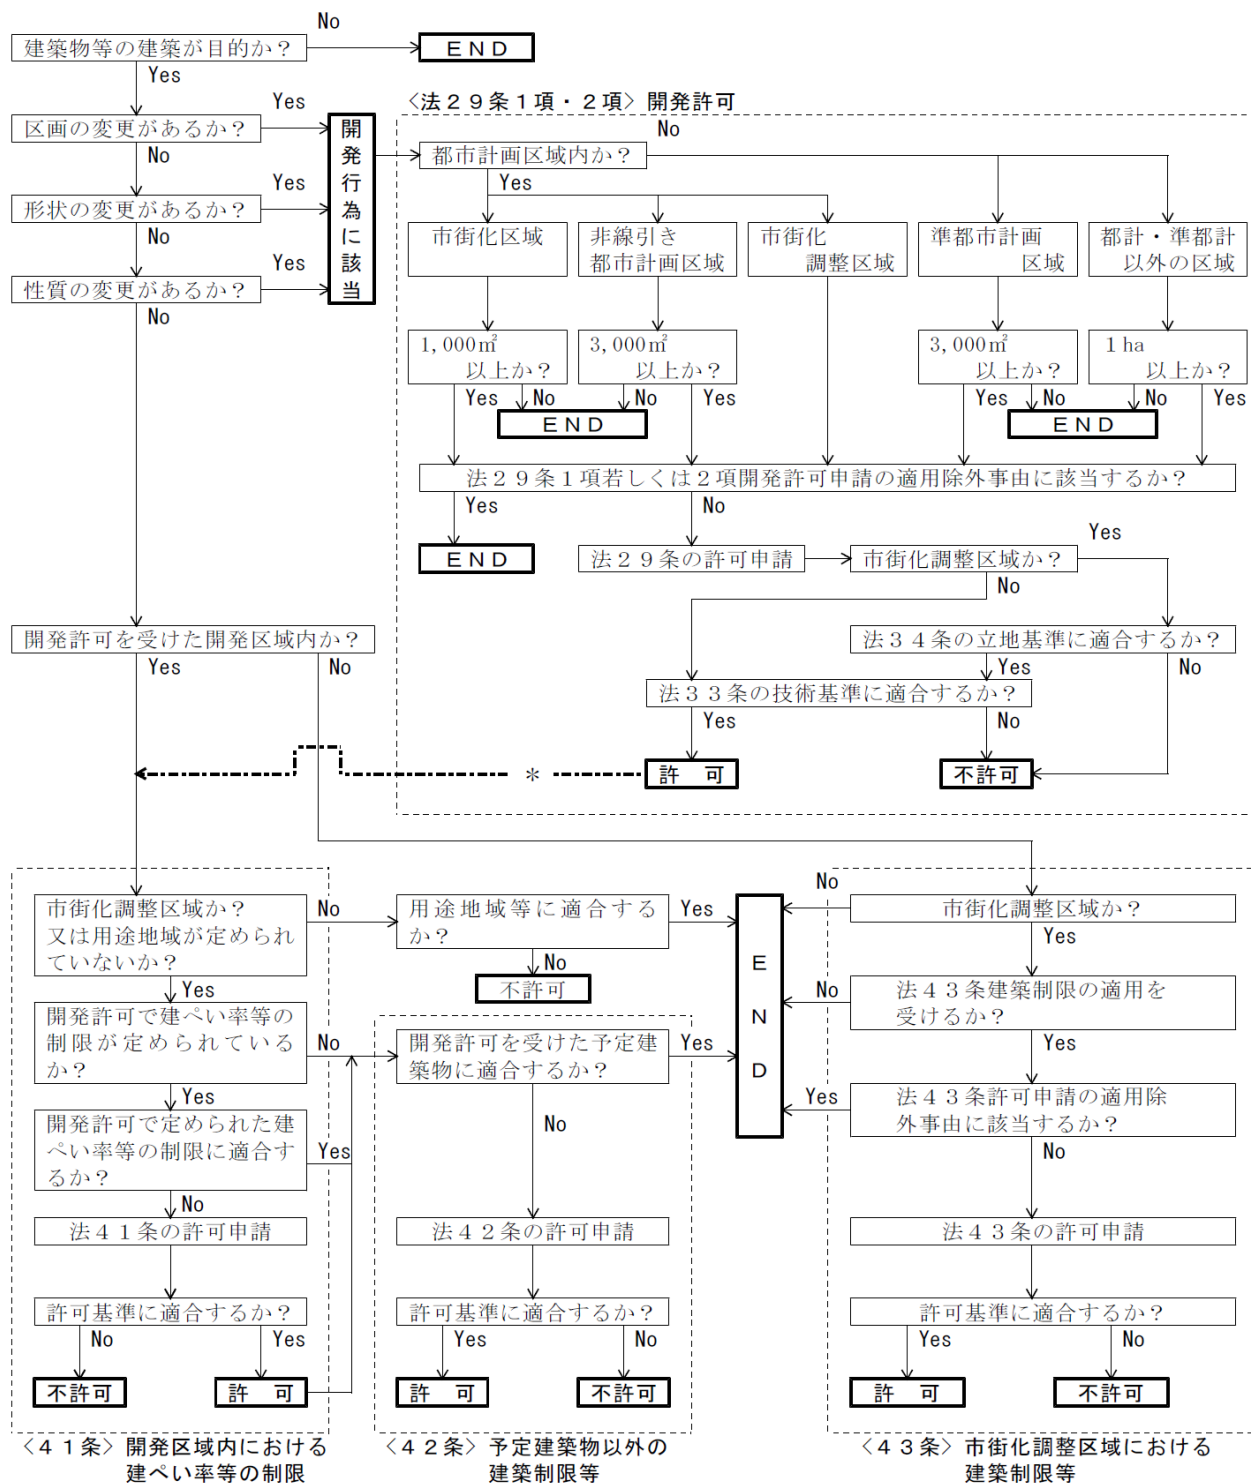 No
建築物等の建築が目的か？
ＥＮＤ
Yes
Yes
〈法２９条１項・２項〉開発許可
区画の変更があるか？
No
No
開発行為に該当
都市計画区域内か？
Yes
Yes
形状の変更があるか？
No
市街化区域
非線引き
都市計画区域
市街化
調整区域
準都市計画
区域
都計・準都計
以外の区域
Yes
性質の変更があるか？
No
1,000㎡
以上か？
3,000㎡
以上か？
3,000㎡
以上か？
１ha
以上か？
Yes
No
No
Yes
Yes
No
No
Yes
ＥＮＤ
ＥＮＤ
法２９条１項若しくは２項開発許可申請の適用除外事由に該当するか？
Yes
No
ＥＮＤ
法２９条の許可申請
市街化調整区域か？
Yes
No
開発許可を受けた開発区域内か？
法３４条の立地基準に適合するか？
Yes
No
Yes
No
法３３条の技術基準に適合するか？
Yes
No
＊
許　可
不許可
市街化調整区域か？
又は用途地域が定められ
ていないか？
No
用途地域等に適合する
か？
Yes
No
市街化調整区域か？
Yes
No
不許可
ＥＮＤ
Yes
開発許可で建ぺい率等の
制限が定められている
か？
No
開発許可を受けた予定建
築物に適合するか？
Yes
No
法４３条建築制限の適用を
受けるか？
Yes
Yes
No
開発許可で定められた建
ぺい率等の制限に適合す
るか？
Yes
Yes
法４３条許可申請の適用除
外事由に該当するか？
No
No
法４１条の許可申請
法４２条の許可申請
法４３条の許可申請
許可基準に適合するか？
許可基準に適合するか？
許可基準に適合するか？
No
Yes
Yes
No
Yes
No
不許可
許　可
許　可
不許可
許　可
不許可
〈４１条〉開発区域内における
建ぺい率等の制限
〈４２条〉予定建築物以外の
建築制限等
〈４３条〉市街化調整区域における
建築制限等